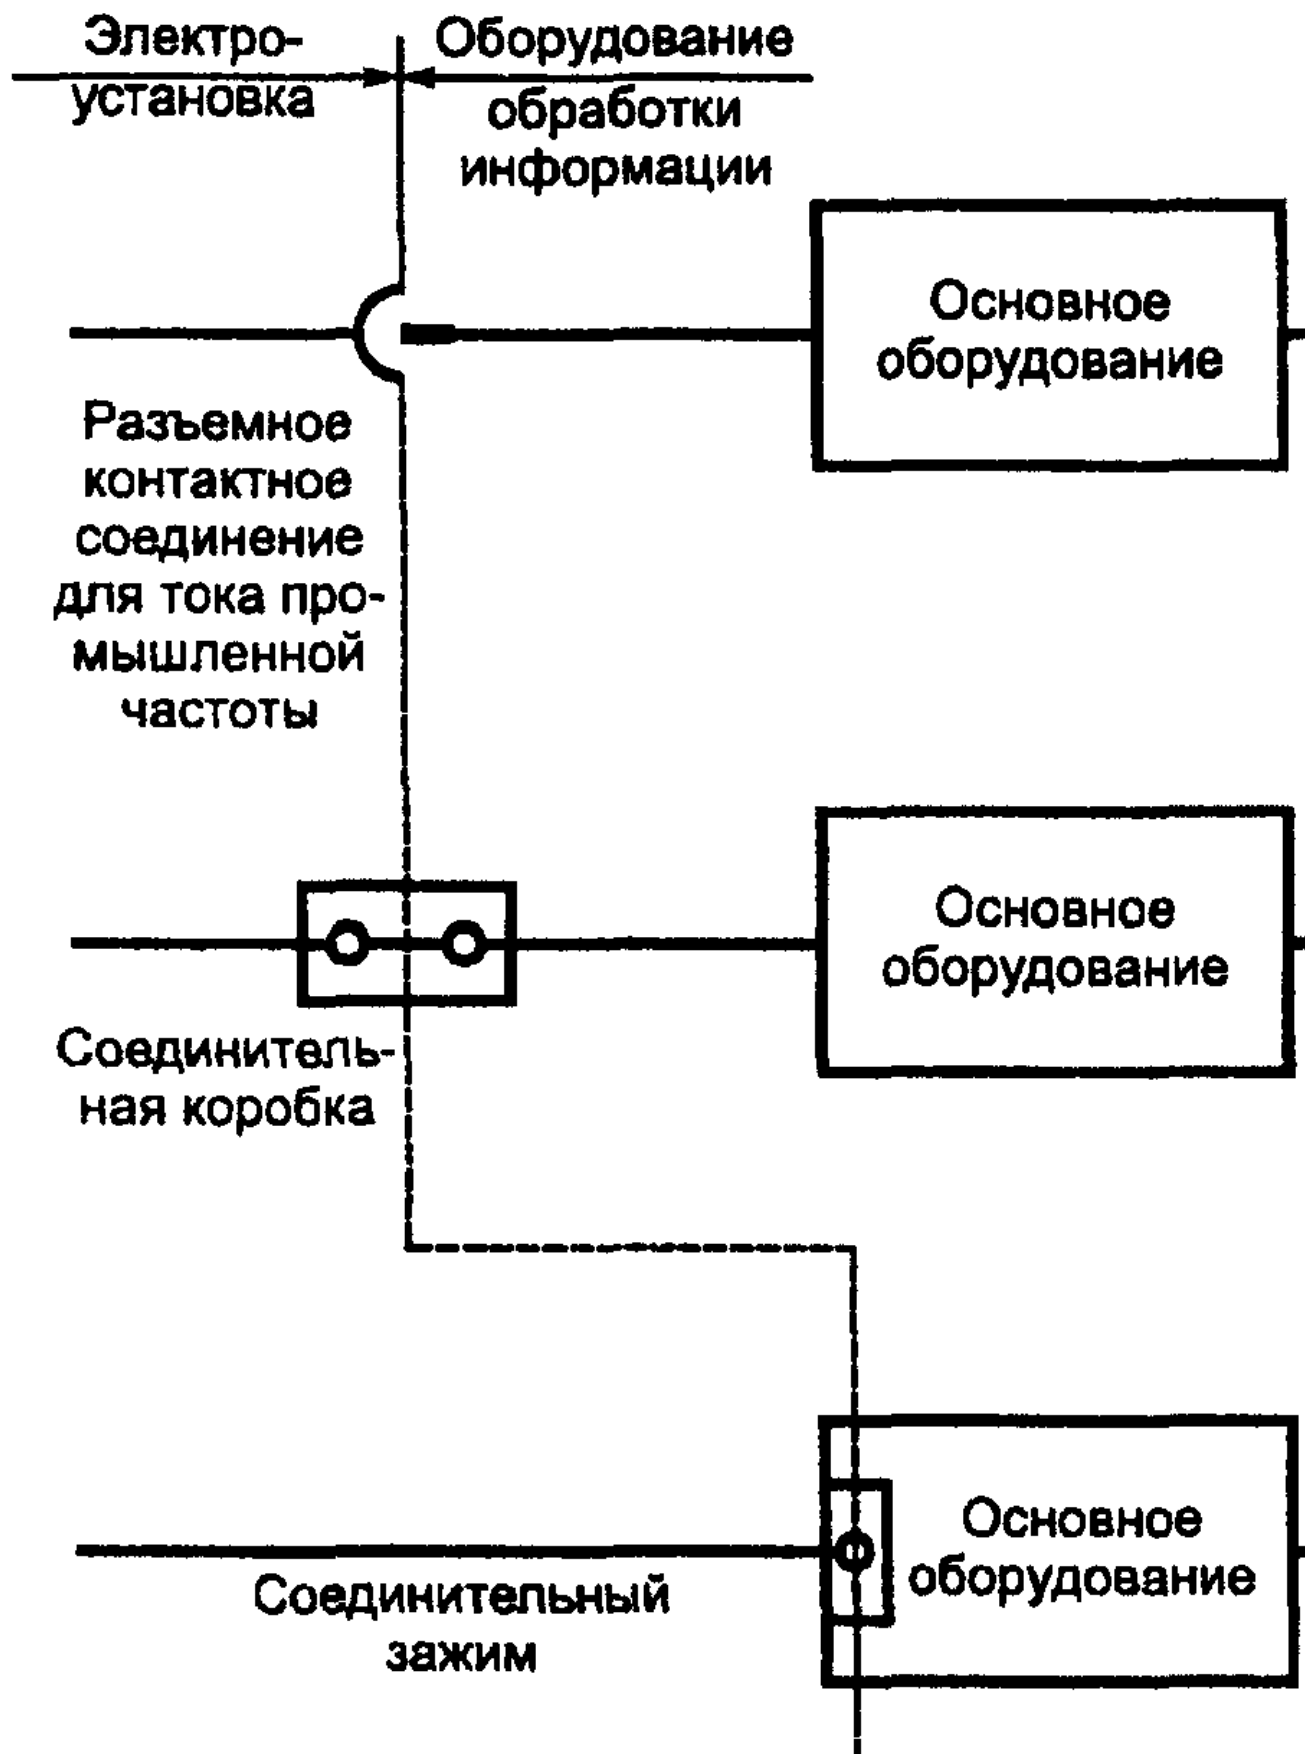 Электро-
установка
Оборудование
обработки
информации
Основное
оборудование
Разъемное
контактное
соединение
для тока про-
мышленной
частоты
Основное
оборудование
Соединитель-
ная коробка
Основное
оборудование
Соединительный
зажим